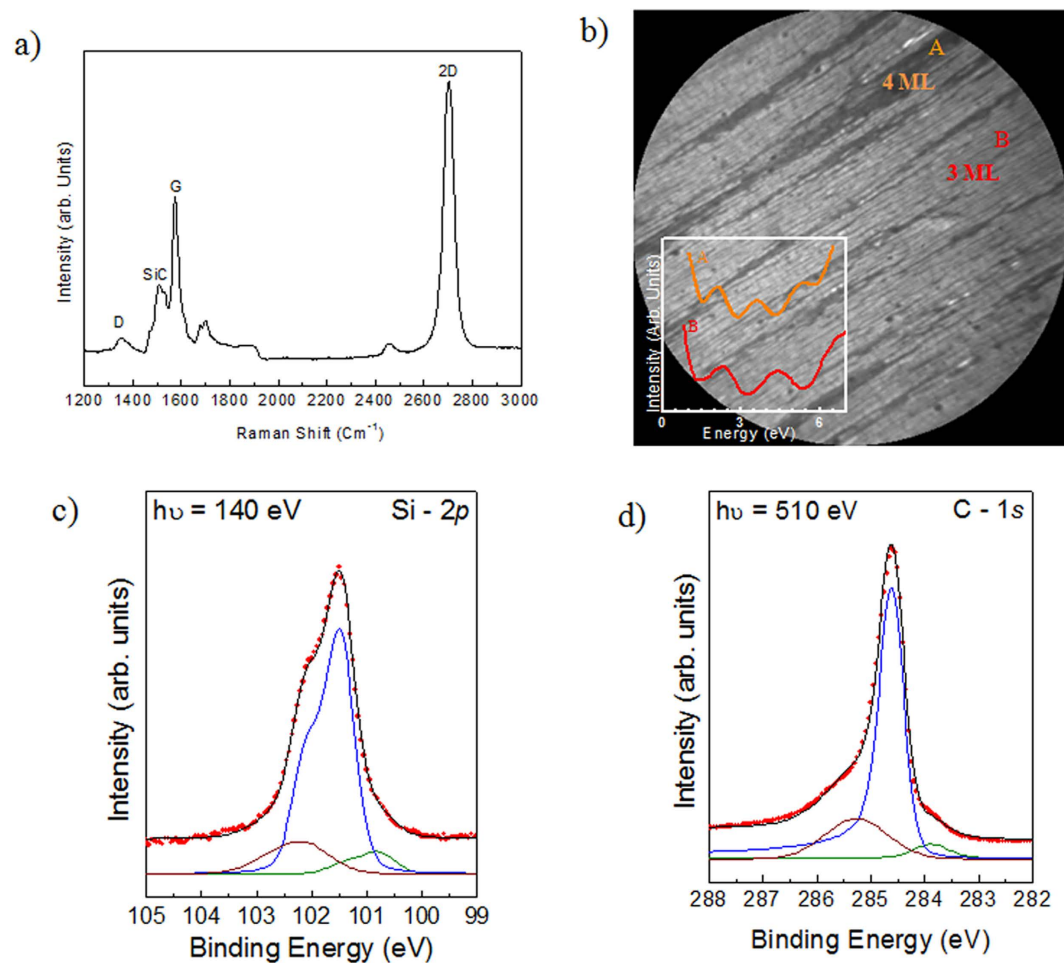 a)
Intensity (arb. Units)
D
SiC
G
2D
1200 1400 1600 1800 2000 2200 2400 2600 2800 3000
Raman Shift (Cm⁻¹)
b)
A
4 ML
B
3 ML
Intensity (Arb. Units)
A
B
0 3 6
Energy (eV)
c)
hυ = 140 eV Si - 2p
Intensity (arb. units)
105 104 103 102 101 100 99
Binding Energy (eV)
d)
hυ = 510 eV C - 1s
Intensity (arb. units)
288 287 286 285 284 283 282
Binding Energy (eV)